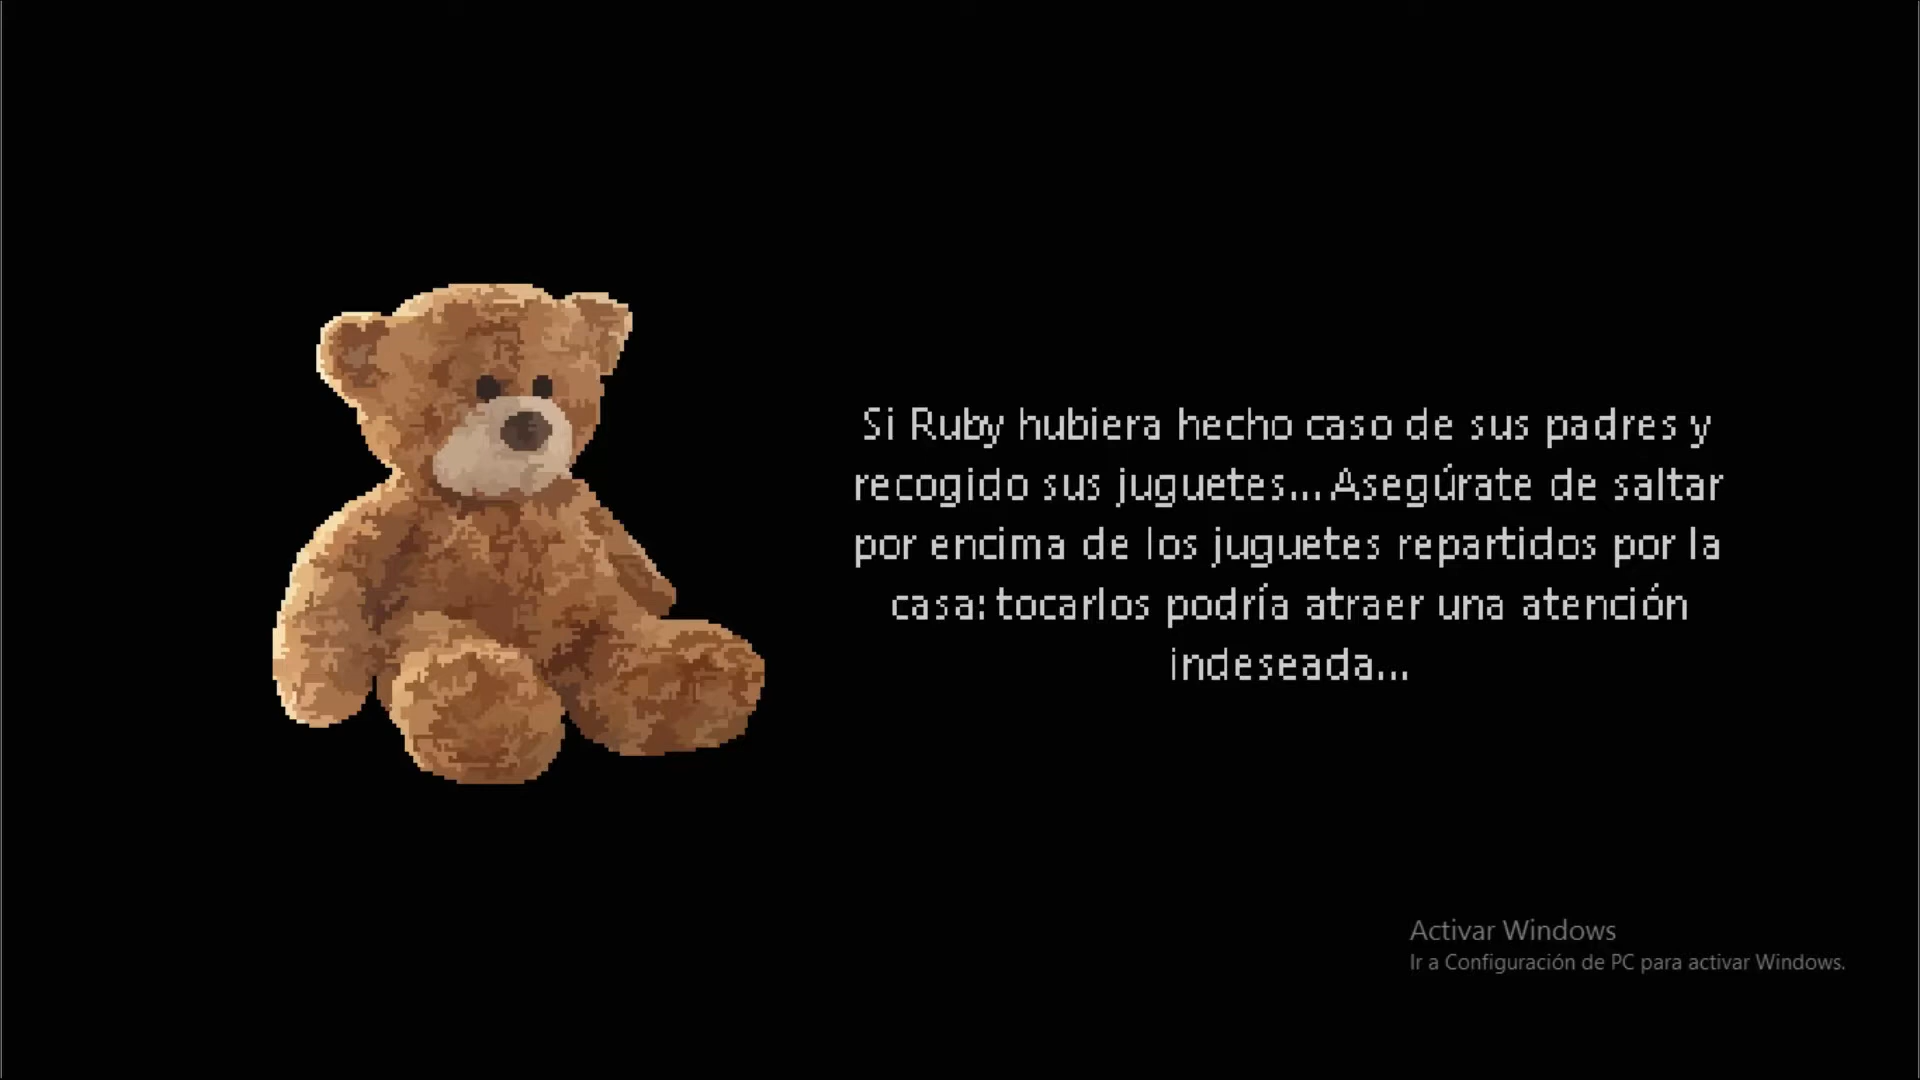 Si Ruby hubiera hecho caso de sus padres y
recogido sus juguetes... Asegúrate de saltar
por encima de los juguetes repartidos por la
casa: tocarlos podría atraer una atención
indeseada...
Activar Windows
Ir a Configuración de PC para activar Windows.